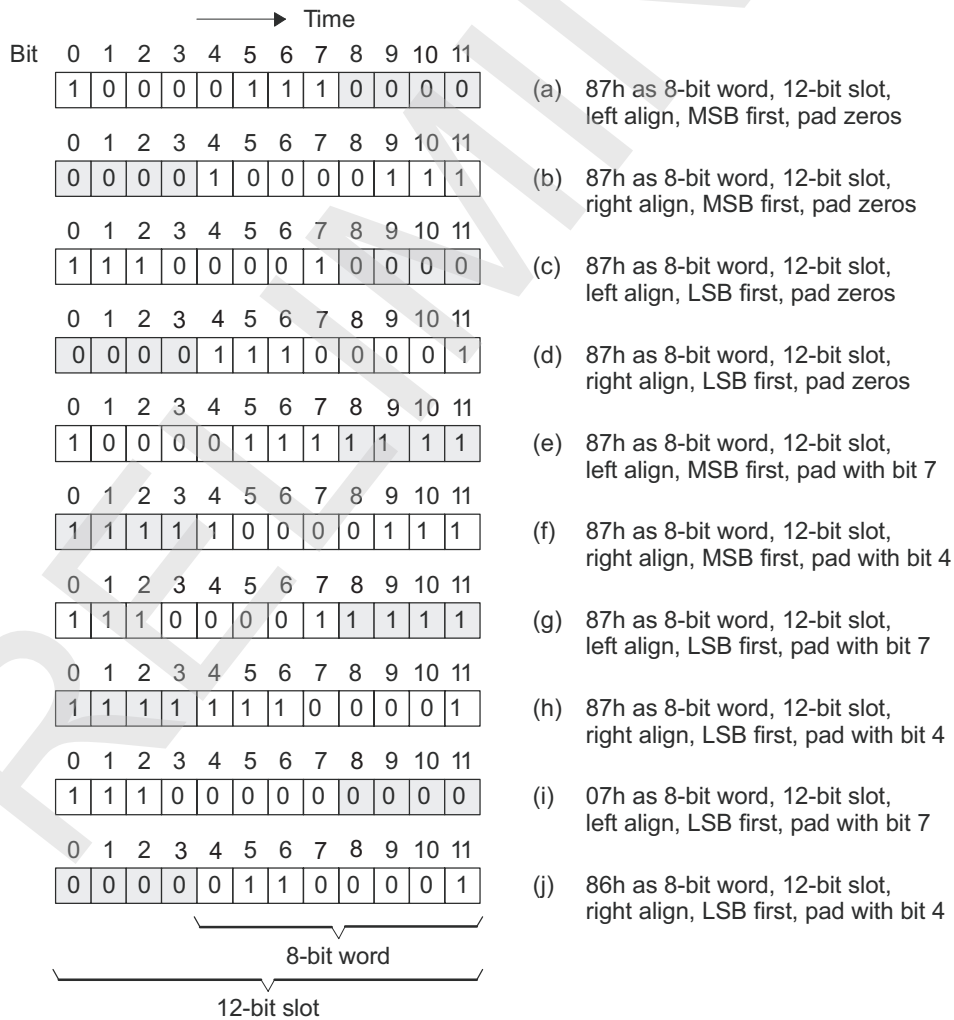 Time
Bit 0 1 2 3 4 5 6 7 8 9 10 11
1 0 0 0 0 1 1 1 0 0 0 0
(a) 87h as 8-bit word, 12-bit slot,
left align, MSB first, pad zeros
0 1 2 3 4 5 6 7 8 9 10 11
0 0 0 0 1 0 0 0 0 1 1 1
(b) 87h as 8-bit word, 12-bit slot,
right align, MSB first, pad zeros
0 1 2 3 4 5 6 7 8 9 10 11
1 1 1 0 0 0 0 1 0 0 0 0
(c) 87h as 8-bit word, 12-bit slot,
left align, LSB first, pad zeros
0 1 2 3 4 5 6 7 8 9 10 11
0 0 0 0 1 1 1 0 0 0 0 1
(d) 87h as 8-bit word, 12-bit slot,
right align, LSB first, pad zeros
0 1 2 3 4 5 6 7 8 9 10 11
1 0 0 0 0 1 1 1 1 1 1 1
(e) 87h as 8-bit word, 12-bit slot,
left align, MSB first, pad with bit 7
0 1 2 3 4 5 6 7 8 9 10 11
1 1 1 1 1 0 0 0 0 1 1 1
(f) 87h as 8-bit word, 12-bit slot,
right align, MSB first, pad with bit 4
0 1 2 3 4 5 6 7 8 9 10 11
1 1 1 0 0 0 0 1 1 1 1 1
(g) 87h as 8-bit word, 12-bit slot,
left align, LSB first, pad with bit 7
0 1 2 3 4 5 6 7 8 9 10 11
1 1 1 1 1 1 1 0 0 0 0 1
(h) 87h as 8-bit word, 12-bit slot,
right align, LSB first, pad with bit 4
0 1 2 3 4 5 6 7 8 9 10 11
1 1 1 0 0 0 0 0 0 0 0 0
(i) 07h as 8-bit word, 12-bit slot,
left align, LSB first, pad with bit 7
0 1 2 3 4 5 6 7 8 9 10 11
0 0 0 0 0 1 1 0 0 0 0 1
(j) 86h as 8-bit word, 12-bit slot,
right align, LSB first, pad with bit 4
8-bit word
12-bit slot